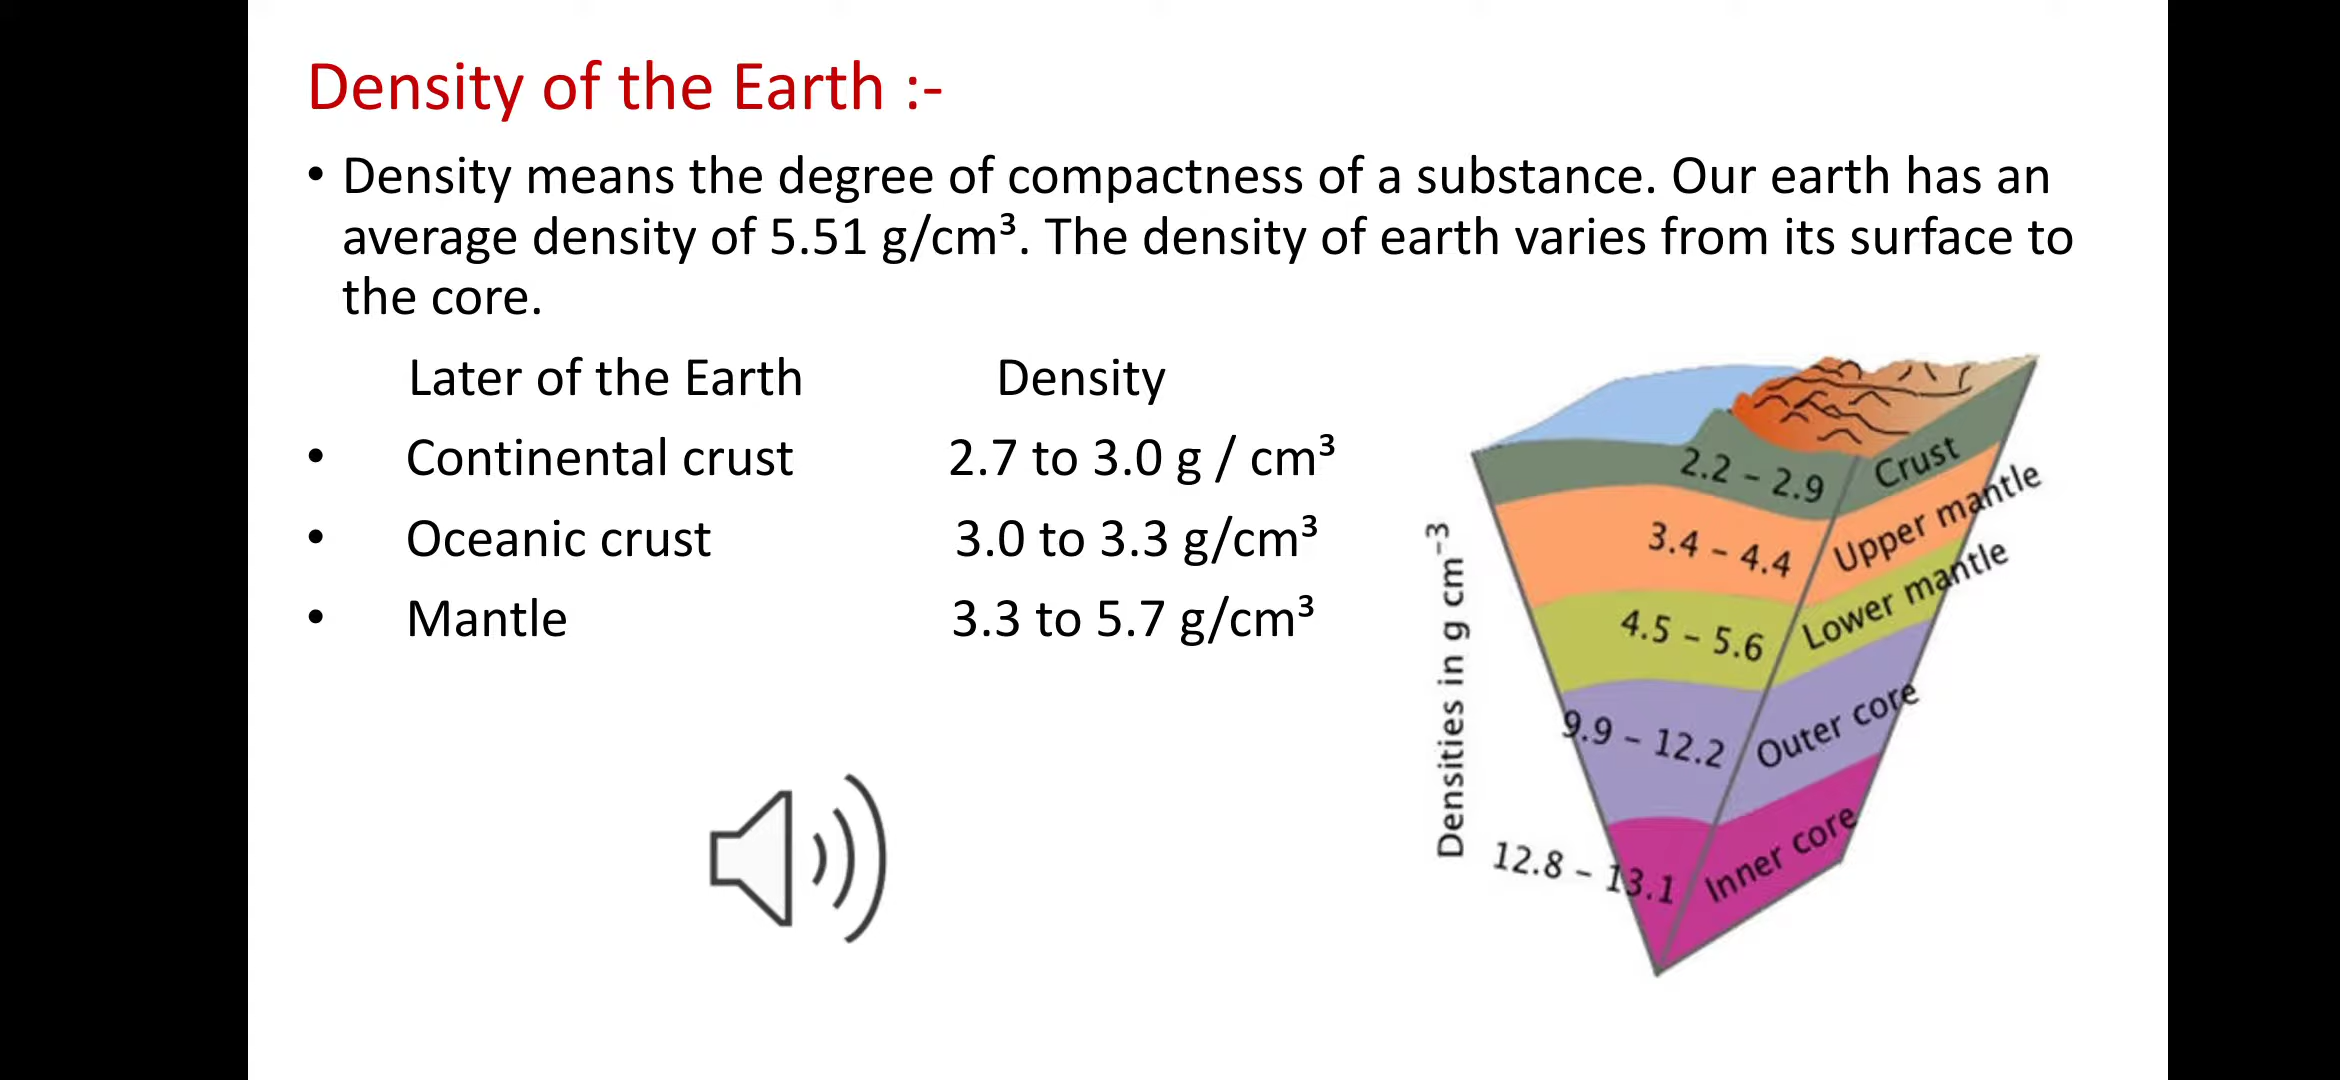 Density of the Earth :-
• Density means the degree of compactness of a substance. Our earth has an
average density of 5.51 g/cm³. The density of earth varies from its surface to
the core.
Later of the Earth Density
• Continental crust 2.7 to 3.0 g / cm³
• Oceanic crust 3.0 to 3.3 g/cm³
• Mantle 3.3 to 5.7 g/cm³
Densities in g cm⁻³
2.2 – 2.9 Crust
3.4 – 4.4 Upper mantle
4.5 – 5.6 Lower mantle
9.9 – 12.2 Outer core
12.8 – 13.1 Inner core